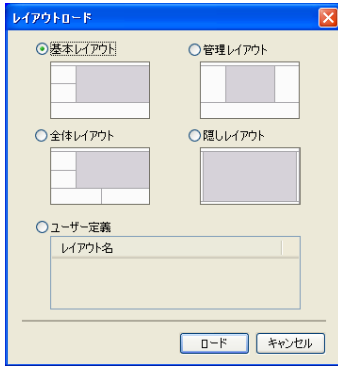 レイアウトロード
基本レイアウト
管理レイアウト
全体レイアウト
隠しレイアウト
ユーザー定義
レイアウト名
ロード
キャンセル